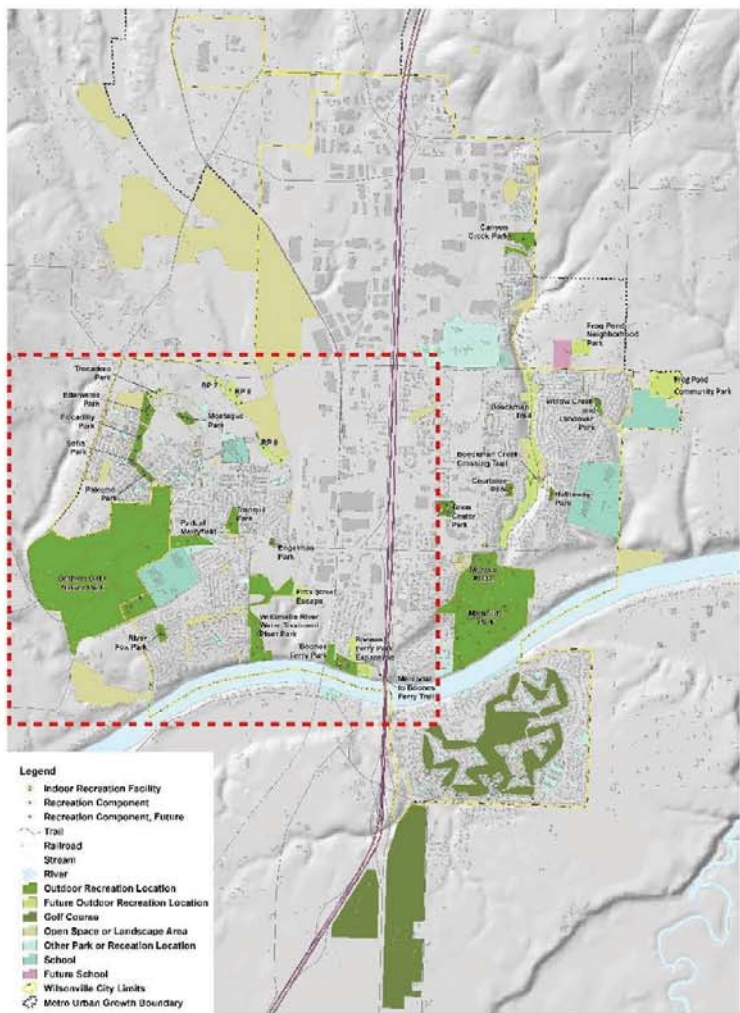 Canyon
Creek Park
Frog Pond
Neighborhood
Park
Frog Pond
Community Park
Trocadero
Park
Edelweiss
Park
Piccadilly
Park
Sofia
Park
Palermo
Park
RP 7
RP 6
Montague
Park
Boeckman
Trail
Willow Creek
and
Landover
Park
Boeckman Creek
Crossing Trail
Courtside
Park
Hathaway
Park
Town
Center
Park
Tranquil
Park
Park at
Merryfield
Engelman
Park
Graham Oaks
Nature Park
River
Fox Park
Willamette River
Water Treatment
Plant Park
Boones
Ferry Park
Boones
Ferry Park
Expansion
Memorial
to Boones
Ferry Trail
Memorial
Park
Legend
Indoor Recreation Facility
Recreation Component
Recreation Component, Future
Trail
Railroad
Stream
River
Outdoor Recreation Location
Future Outdoor Recreation Location
Golf Course
Open Space or Landscape Area
Other Park or Receation Location
School
Future School
Wilsonville City Limits
Metro Urban Growth Boundary